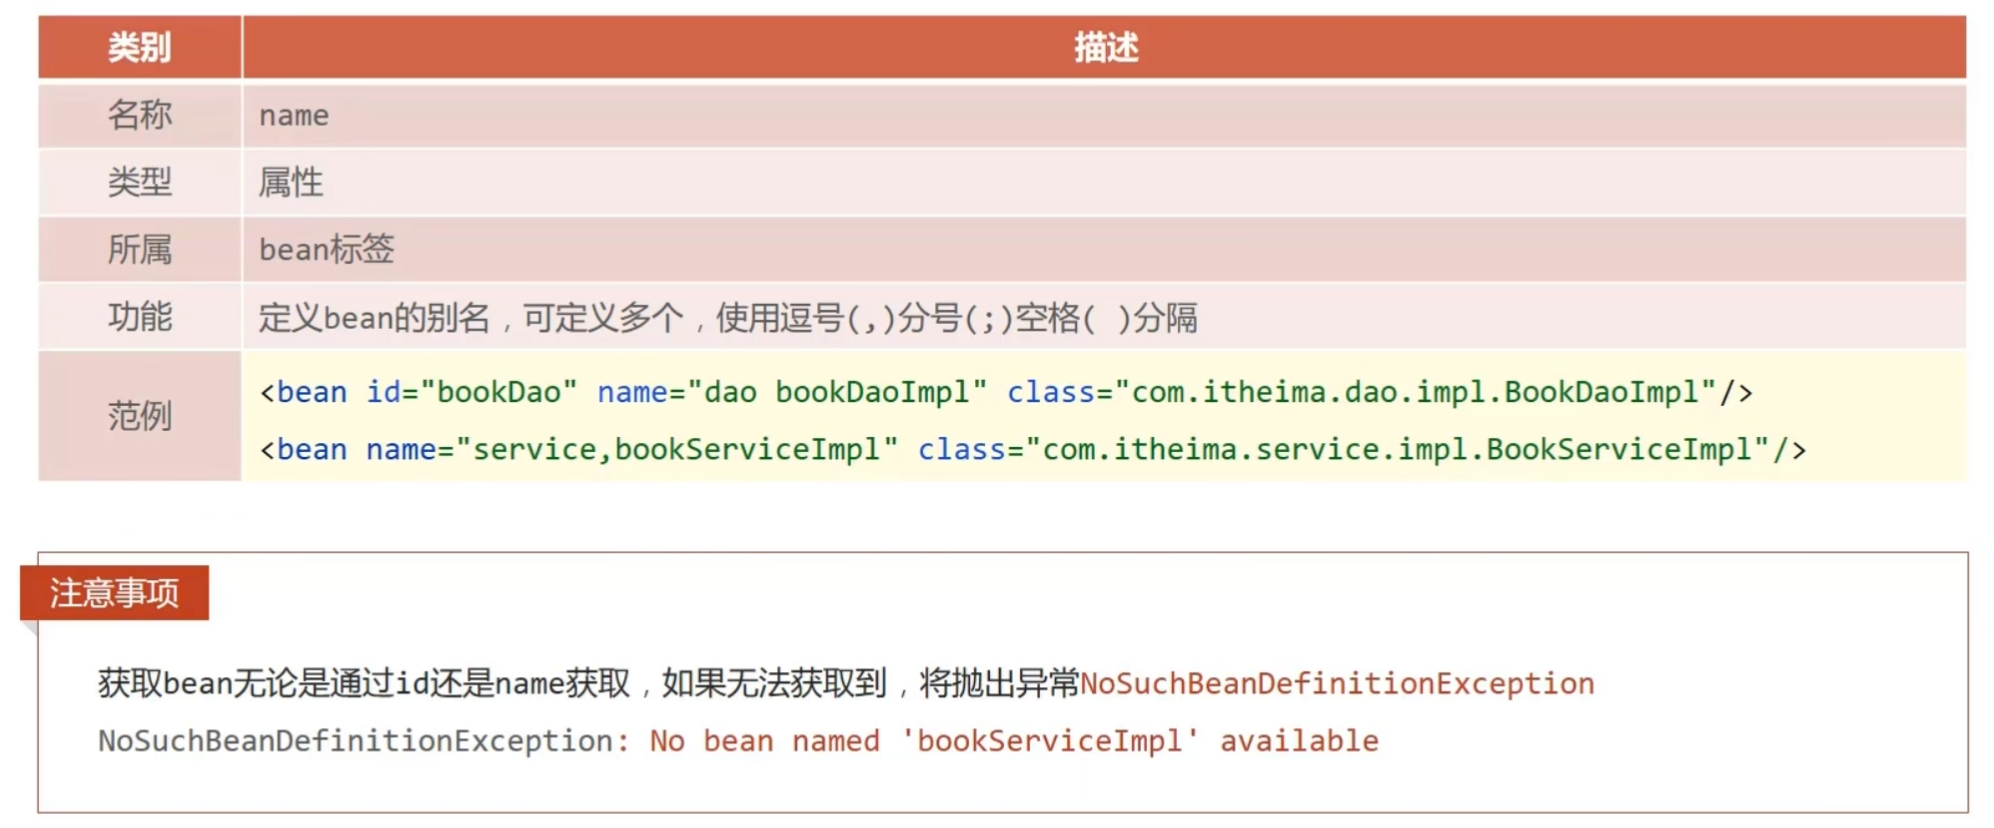 类别 描述
名称 name
类型 属性
所属 bean标签
功能 定义bean的别名，可定义多个，使用逗号(,)分号(;)空格( )分隔
范例
<bean id="bookDao" name="dao bookDaoImpl" class="com.itheima.dao.impl.BookDaoImpl"/>
<bean name="service,bookServiceImpl" class="com.itheima.service.impl.BookServiceImpl"/>
注意事项
获取bean无论是通过id还是name获取，如果无法获取到，将抛出异常NoSuchBeanDefinitionException
NoSuchBeanDefinitionException: No bean named 'bookServiceImpl' available